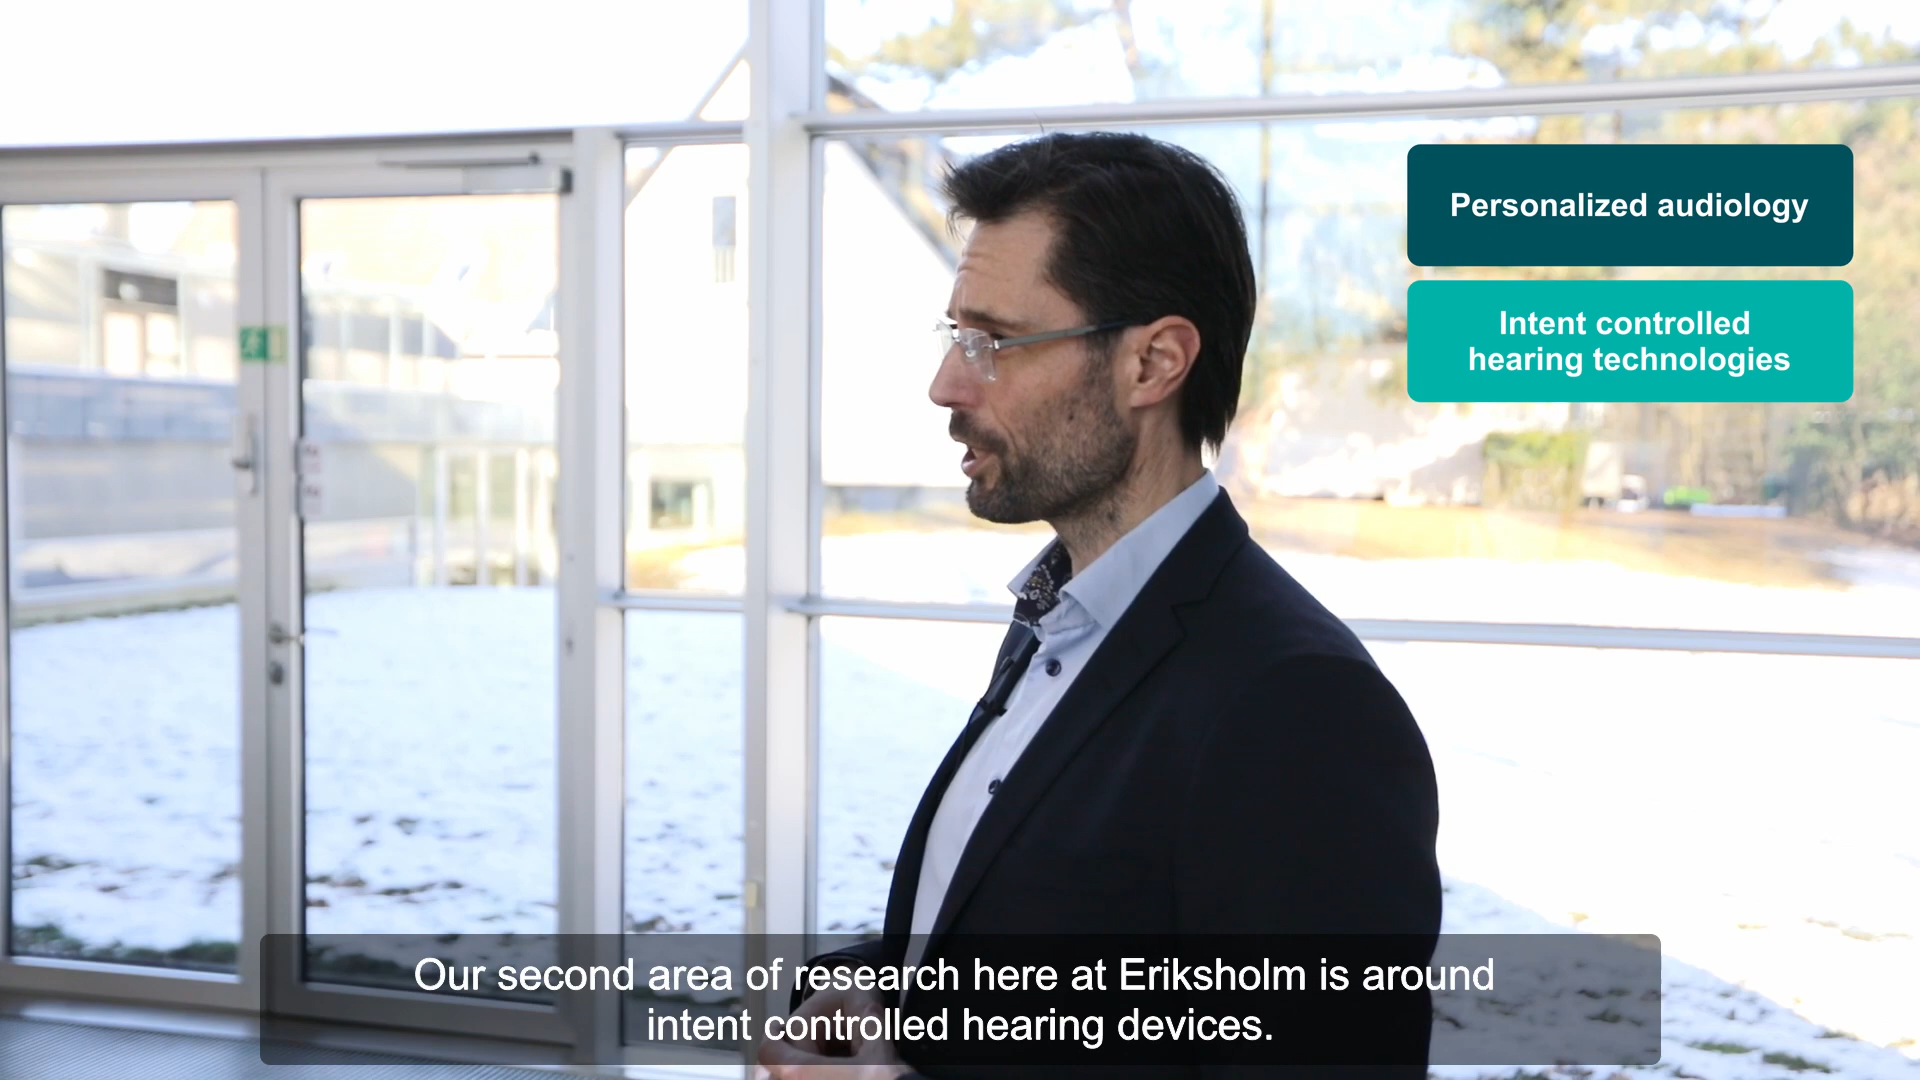 Personalized audiology
Intent controlled
hearing technologies
Our second area of research here at Eriksholm is around
intent controlled hearing devices.